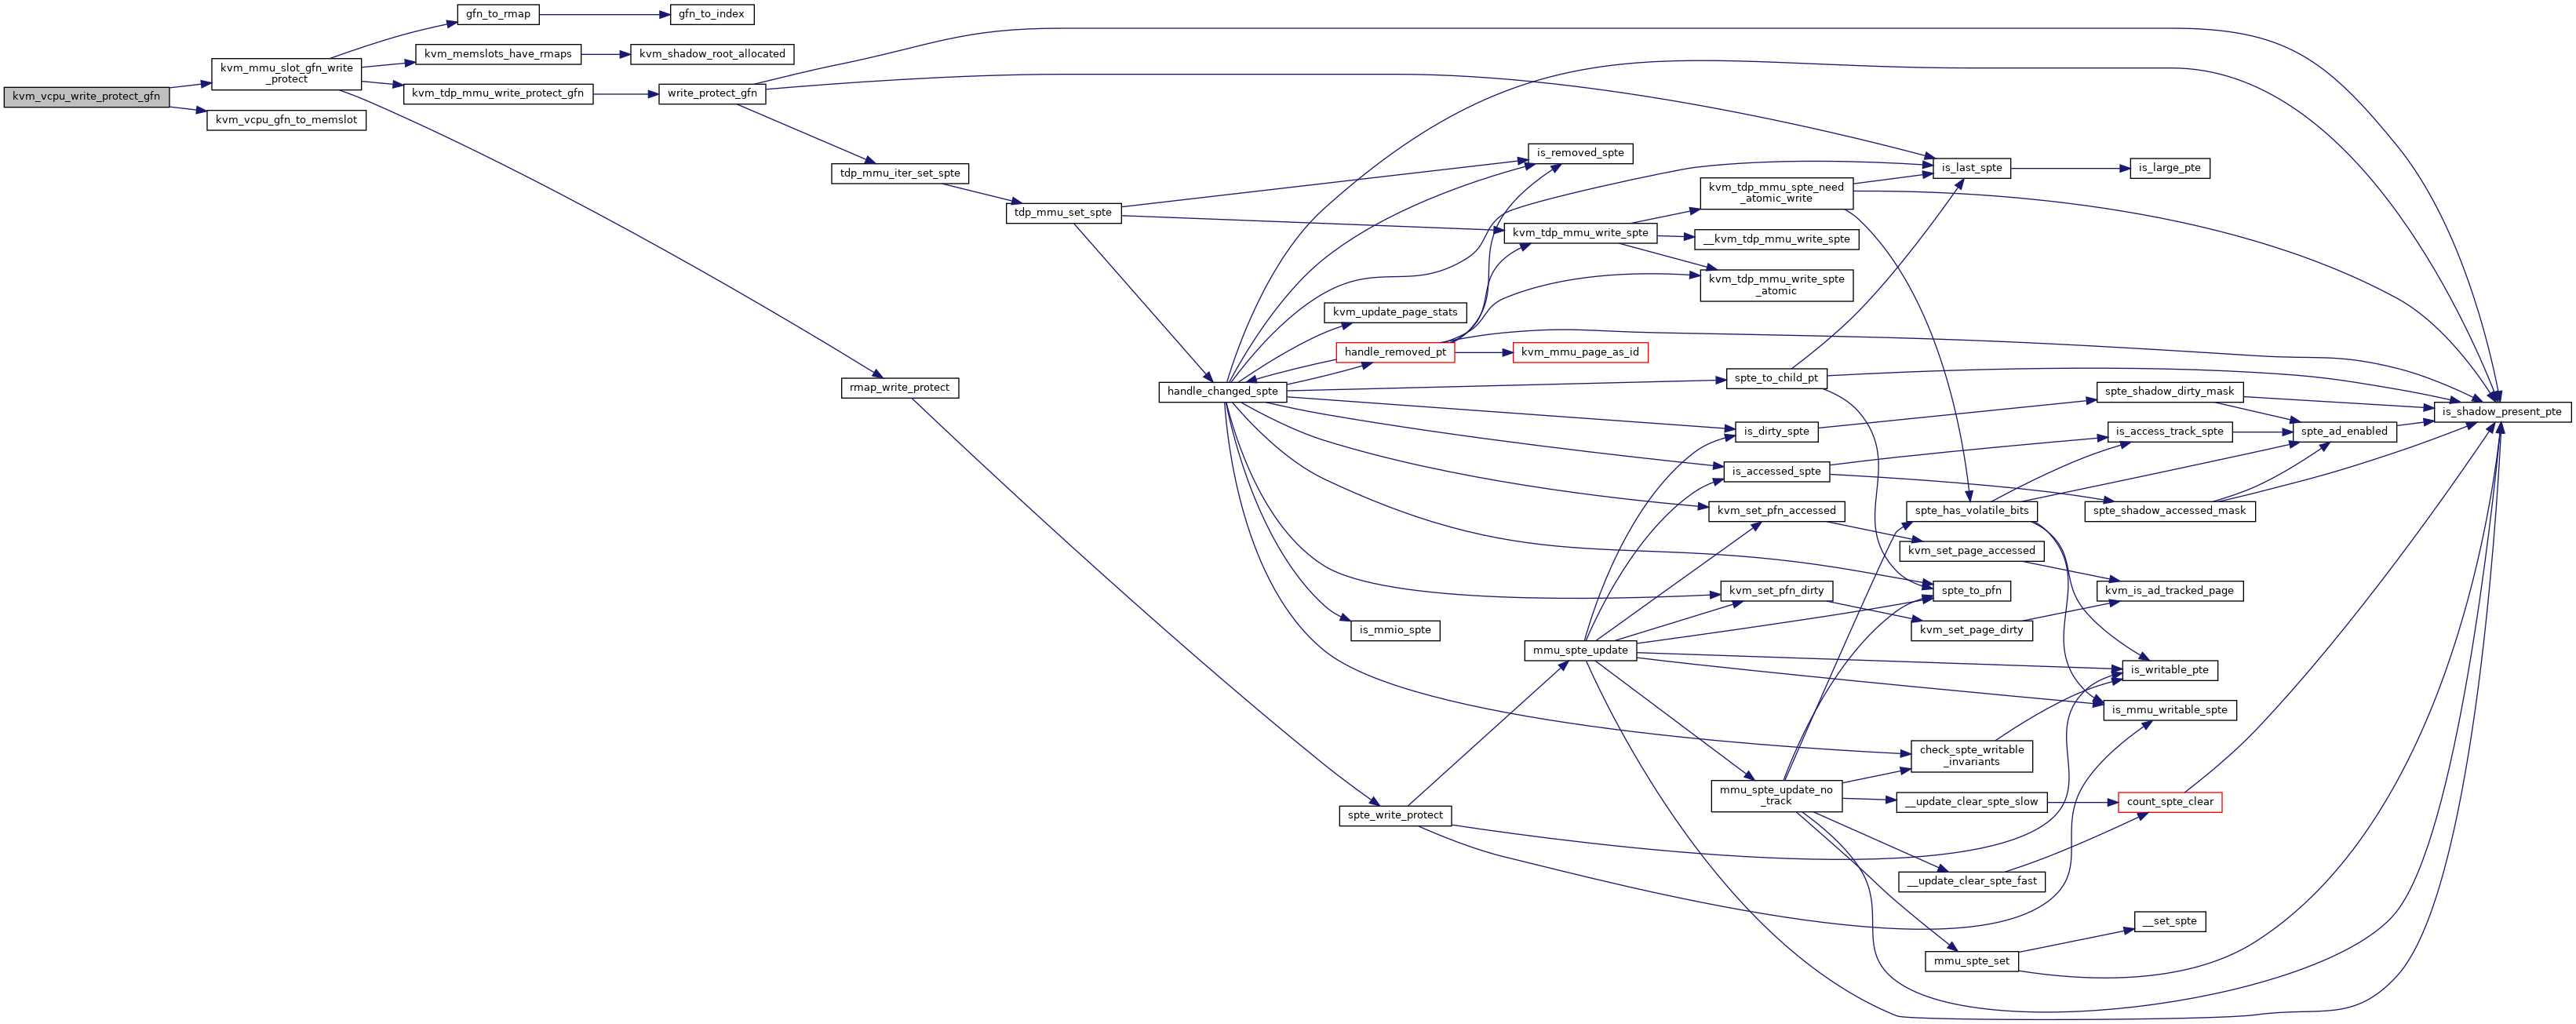 kvm_vcpu_write_protect_gfn
kvm_mmu_slot_gfn_write
_protect
kvm_vcpu_gfn_to_memslot
gfn_to_rmap
gfn_to_index
kvm_memslots_have_rmaps
kvm_shadow_root_allocated
kvm_tdp_mmu_write_protect_gfn
write_protect_gfn
tdp_mmu_iter_set_spte
tdp_mmu_set_spte
rmap_write_protect
handle_changed_spte
is_removed_spte
kvm_tdp_mmu_write_spte
kvm_update_page_stats
handle_removed_pt
kvm_mmu_page_as_id
is_mmio_spte
mmu_spte_update
spte_write_protect
kvm_tdp_mmu_spte_need
_atomic_write
__kvm_tdp_mmu_write_spte
kvm_tdp_mmu_write_spte
_atomic
spte_to_child_pt
is_dirty_spte
is_accessed_spte
kvm_set_pfn_accessed
kvm_set_pfn_dirty
mmu_spte_update_no
_track
is_last_spte
is_large_pte
spte_has_volatile_bits
kvm_set_page_accessed
spte_to_pfn
kvm_set_page_dirty
check_spte_writable
_invariants
__update_clear_spte_slow
__update_clear_spte_fast
mmu_spte_set
spte_shadow_dirty_mask
is_access_track_spte
spte_ad_enabled
is_shadow_present_pte
spte_shadow_accessed_mask
kvm_is_ad_tracked_page
is_writable_pte
is_mmu_writable_spte
count_spte_clear
__set_spte